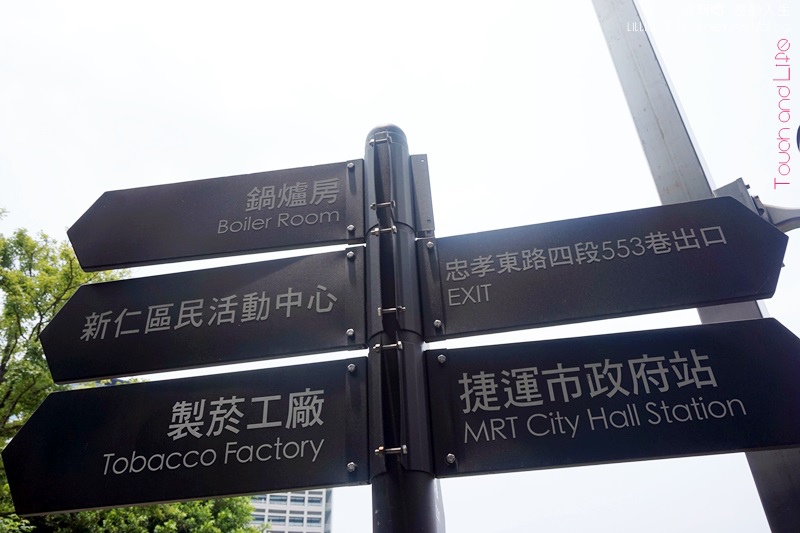 鍋爐房
Boiler Room
新仁區民活動中心
製菸工廠
Tobacco Factory
忠孝東路四段553巷出口
EXIT
捷運市政府站
MRT City Hall Station
Touch and Life